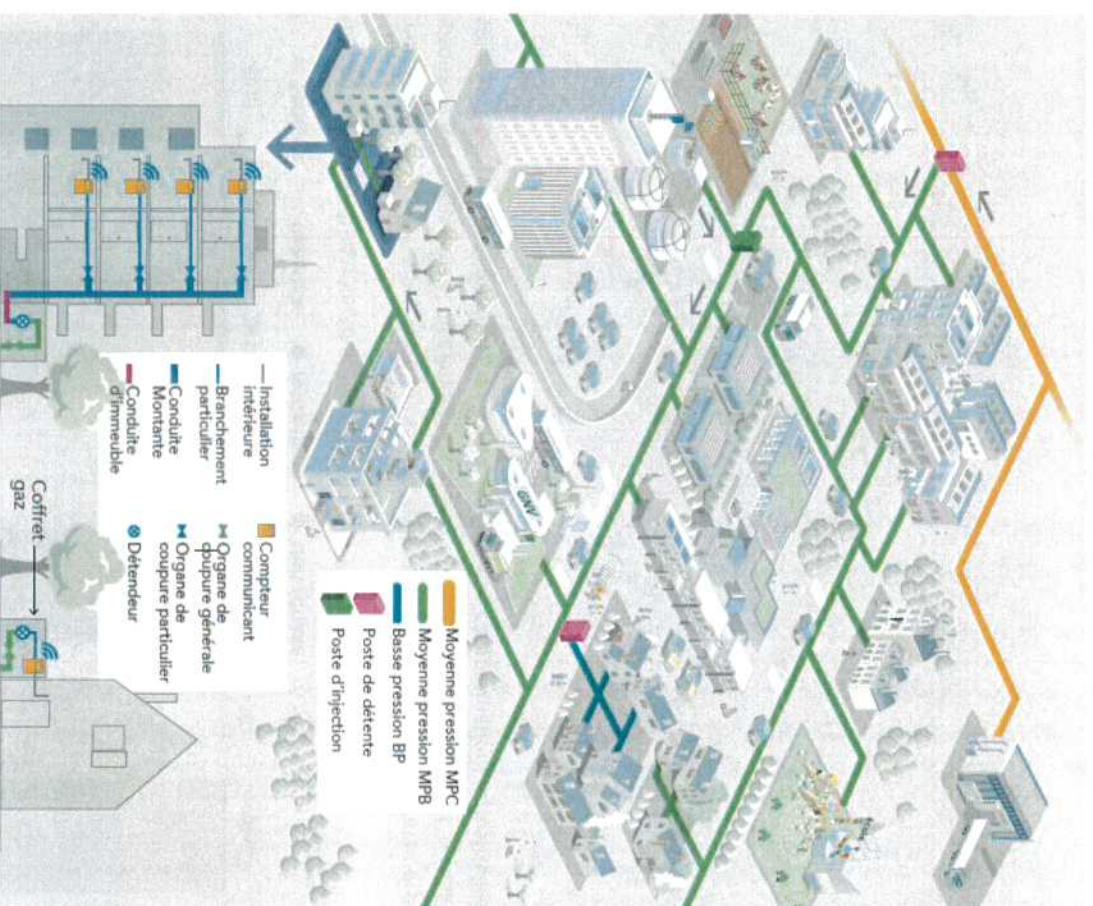 GNV
Moyenne pression MPC
Moyenne pression MPB
Basse pression BP
Poste de détente
Poste d'injection
Installation
intérieure
Branchement
particulier
Conduite
Montante
Conduite
d'immeuble
Compteur
communicant
Organe de
coupure générale
Organe de
coupure particulier
Détendeur
Coffret
gaz